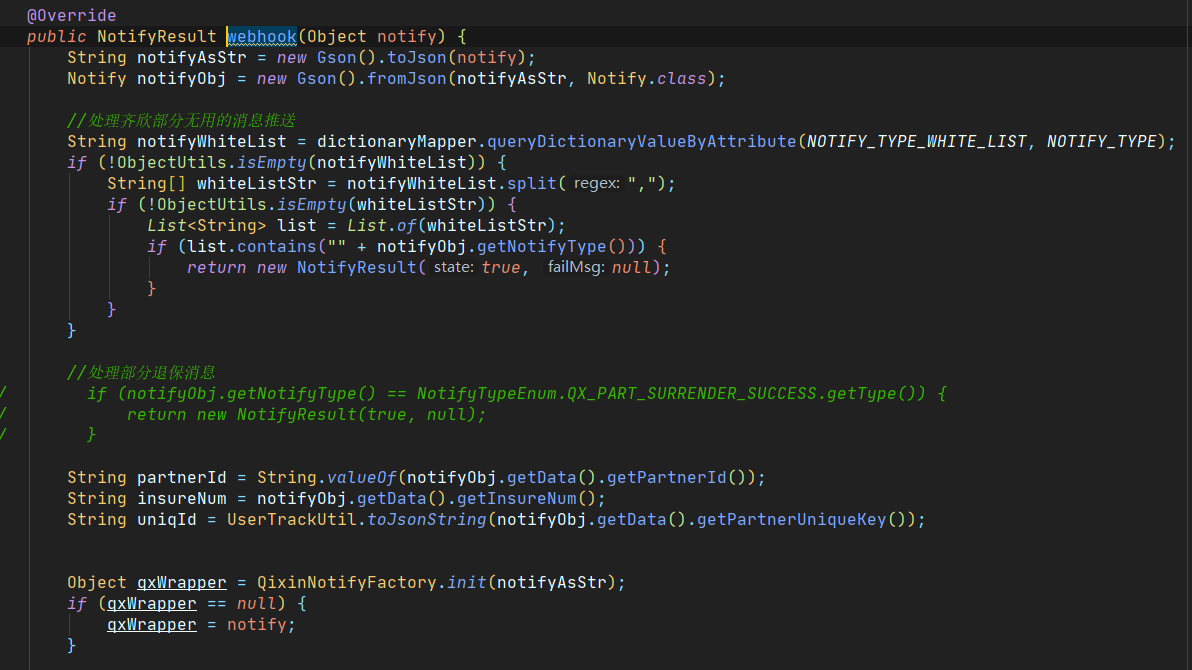 @Override
public NotifyResult webhook(Object notify) {
String notifyAsStr = new Gson().toJson(notify);
Notify notifyObj = new Gson().fromJson(notifyAsStr, Notify.class);
//处理齐欣部分无用的消息推送
String notifyWhiteList = dictionaryMapper.queryDictionaryValueByAttribute(NOTIFY_TYPE_WHITE_LIST, NOTIFY_TYPE);
if (!ObjectUtils.isEmpty(notifyWhiteList)) {
String[] whiteListStr = notifyWhiteList.split( regex: ",");
if (!ObjectUtils.isEmpty(whiteListStr)) {
List<String> list = List.of(whiteListStr);
if (list.contains("" + notifyObj.getNotifyType())) {
return new NotifyResult( state: true, failMsg: null);
}
}
}
//处理部分退保消息
/ if (notifyObj.getNotifyType() == NotifyTypeEnum.QX_PART_SURRENDER_SUCCESS.getType()) {
/ return new NotifyResult(true, null);
/ }
String partnerId = String.valueOf(notifyObj.getData().getPartnerId());
String insureNum = notifyObj.getData().getInsureNum();
String uniqId = UserTrackUtil.toJsonString(notifyObj.getData().getPartnerUniqueKey());
Object qxWrapper = QixinNotifyFactory.init(notifyAsStr);
if (qxWrapper == null) {
qxWrapper = notify;
}